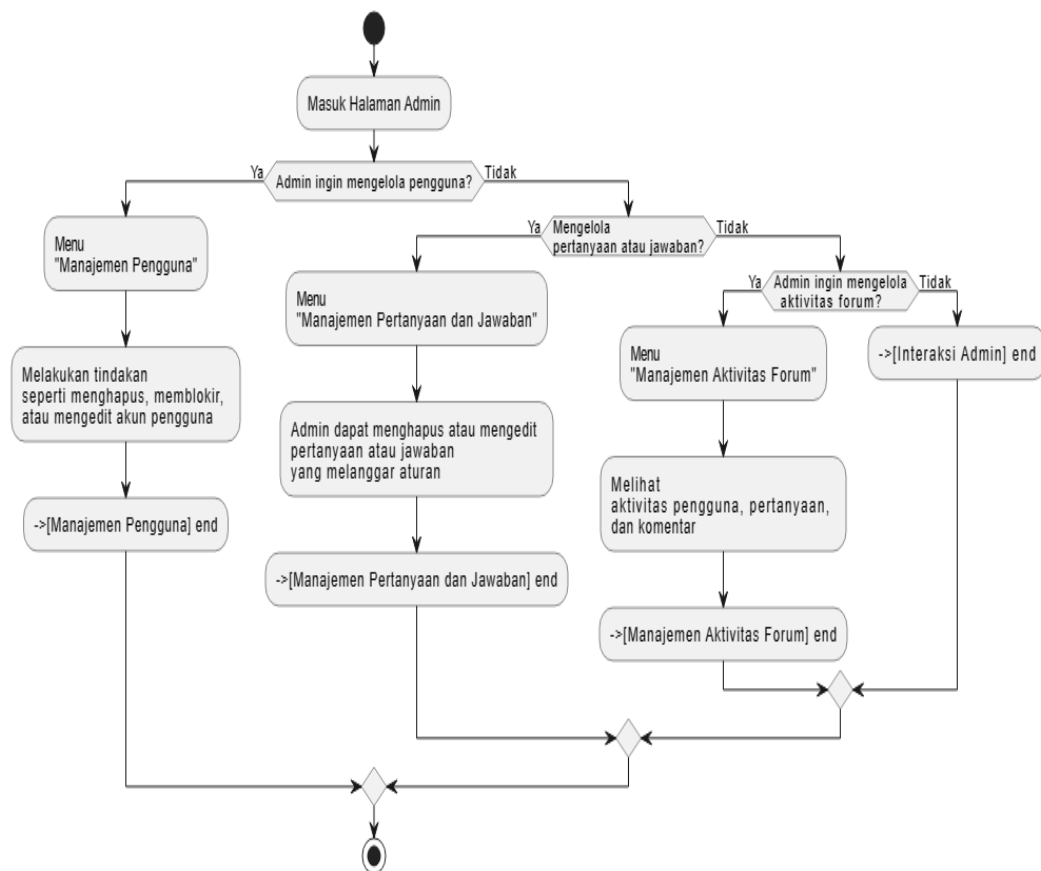 Masuk Halaman Admin
Ya
Admin ingin mengelola pengguna?
Tidak
Menu
"Manajemen Pengguna"
Melakukan tindakan
seperti menghapus, memblokir,
atau mengedit akun pengguna
->[Manajemen Pengguna] end
Ya
Mengelola
pertanyaan atau jawaban?
Tidak
Menu
"Manajemen Pertanyaan dan Jawaban"
Admin dapat menghapus atau mengedit
pertanyaan atau jawaban
yang melanggar aturan
->[Manajemen Pertanyaan dan Jawaban] end
Ya
Admin ingin mengelola
aktivitas forum?
Tidak
Menu
"Manajemen Aktivitas Forum"
Melihat
aktivitas pengguna, pertanyaan,
dan komentar
->[Manajemen Aktivitas Forum] end
->[Interaksi Admin] end